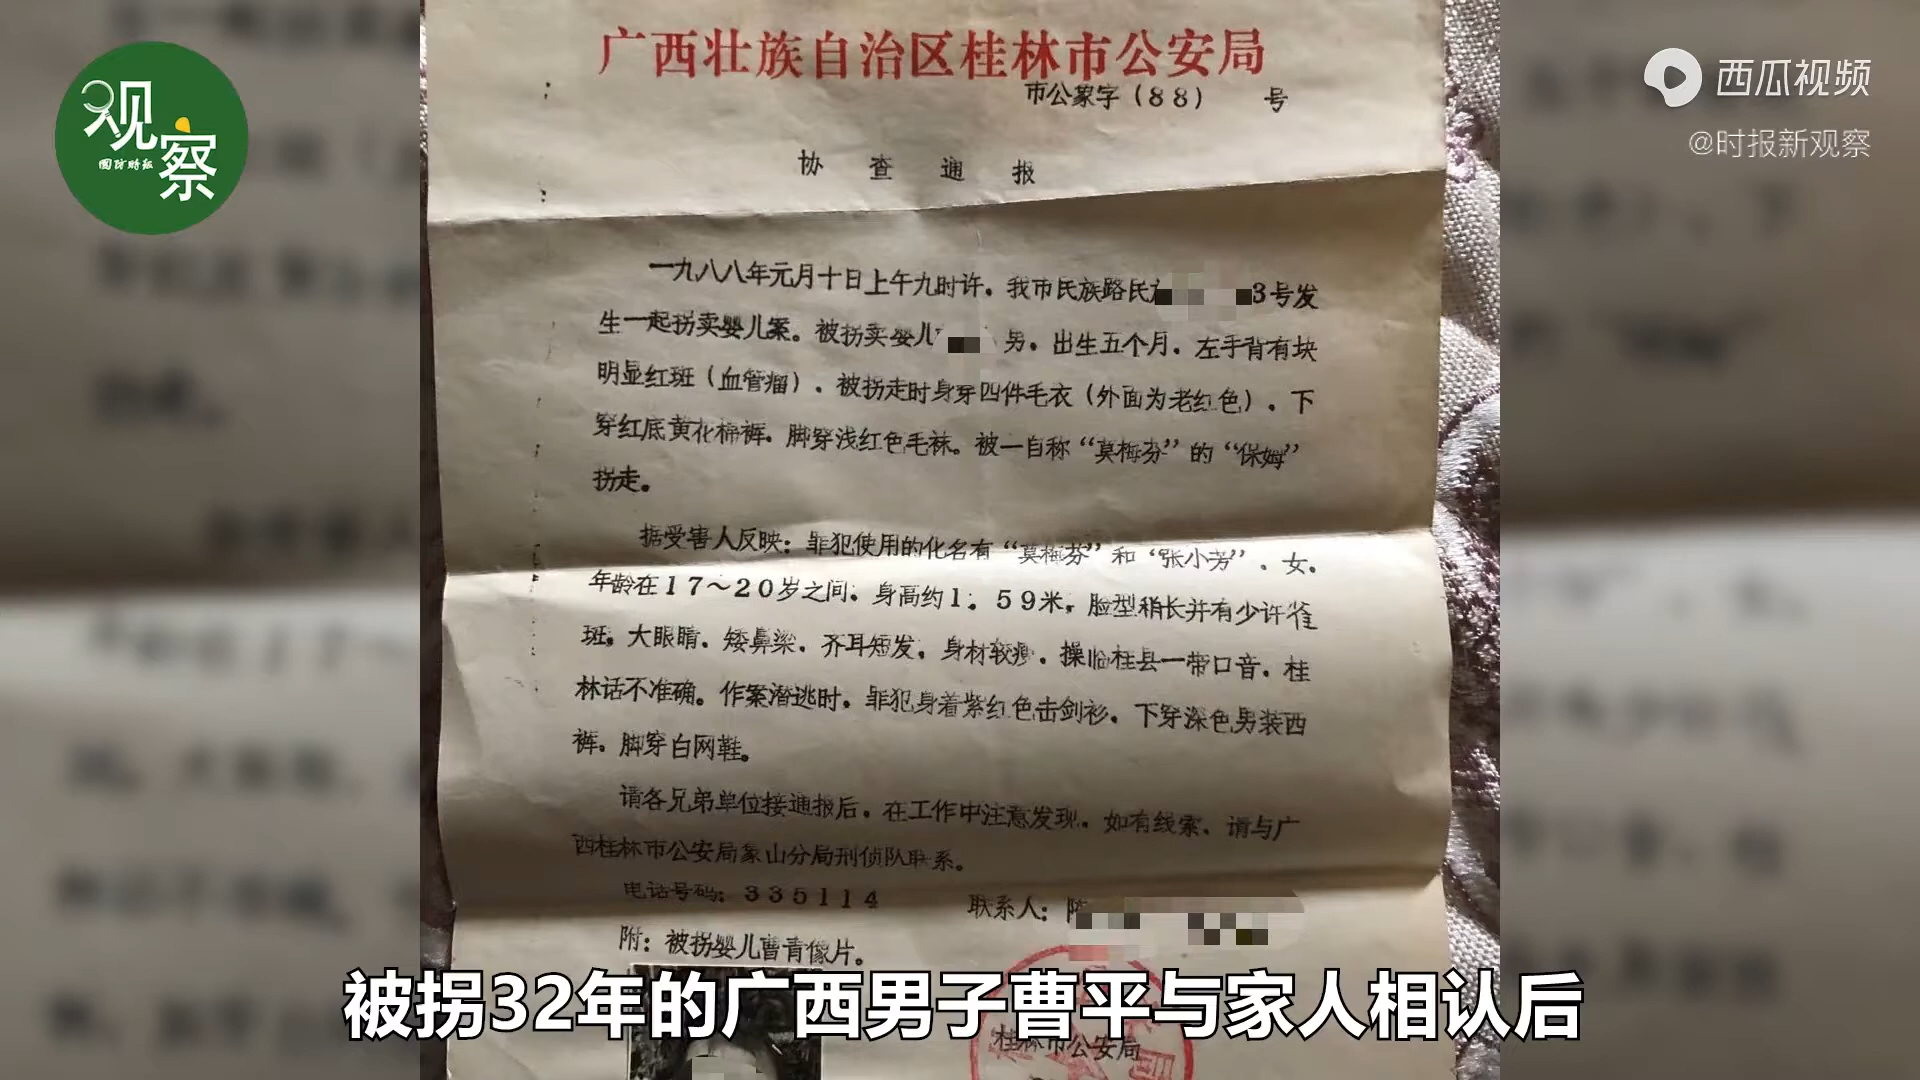 观察
国防时报
西瓜视频
@时报新观察
广西壮族自治区桂林市公安局
市公象字（88） 号
协查通报
一九八八年元月十日上午九时许，我市民族路民族 3号发
生一起拐卖婴儿案。被拐卖婴儿 男，出生五个月，左手背有块
明显红斑（血管瘤），被拐走时身穿四件毛衣（外面为老红色），下
穿红底黄花棉裤，脚穿浅红色毛袜。被一自称“莫梅芬”的“保姆”
拐走。
据受害人反映：罪犯使用的化名有“莫梅芬”和“张小芳”，女，
年龄在17～20岁之间，身高约1．59米，脸型稍长并有少许雀
斑，大眼睛，矮鼻梁，齐耳短发，身材较瘦，操临桂县一带口音，桂
林话不准确。作案潜逃时，罪犯身着紫红色击剑衫，下穿深色男装西
裤，脚穿白网鞋。
请各兄弟单位接通报后，在工作中注意发现，如有线索，请与广
西桂林市公安局象山分局刑侦队联系。
电话号码：335114 联系人：陈
附：被拐婴儿曹青像片。
桂林市公安局
被拐32年的广西男子曹平与家人相认后